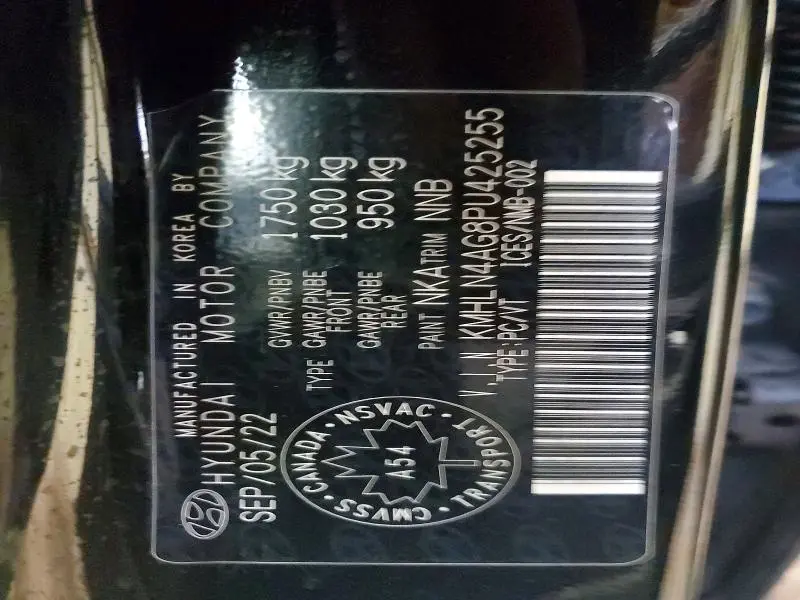 MANUFACTURED IN KOREA BY
HYUNDAI MOTOR COMPANY
SEP/05/22
GVWR/PNBV 1750 kg
TYPE GAWR/PNBE FRONT 1030 kg
GAWR/PNBE REAR 950 kg
PAINT NKA TRIM NNB
V.I.N KMHLN4AG8PU425255
TYPE:PC/VT ICES/NMB-002
CANADA · NSVAC · TRANSPORT · CMVSS ·
A54